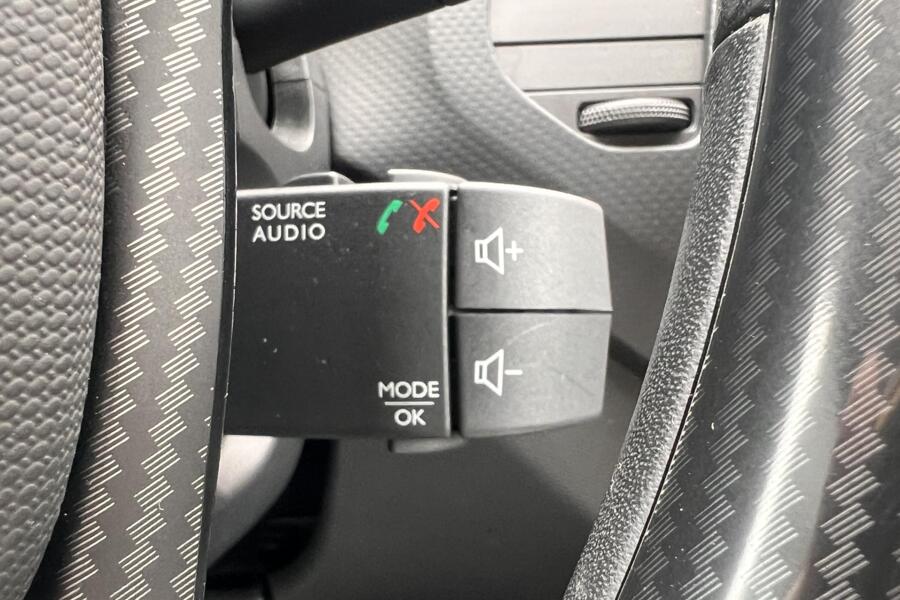 SOURCE
AUDIO
+
-
MODE
OK